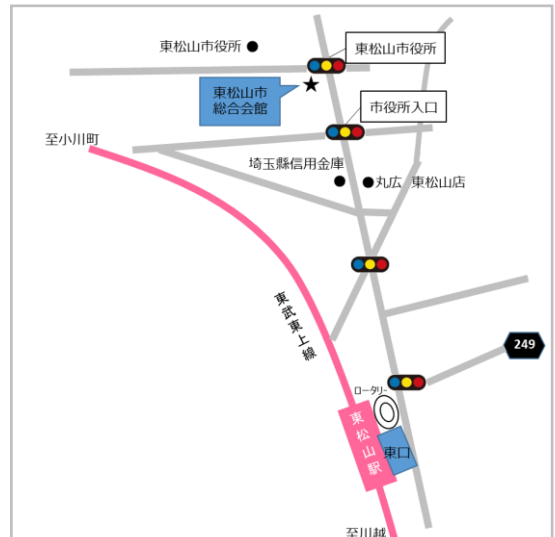 東松山市役所
東松山市役所
東松山市
総合会館
市役所入口
至小川町
埼玉縣信用金庫
丸広 東松山店
東武東上線
249
ロータリー
東松山駅
東口
至川越